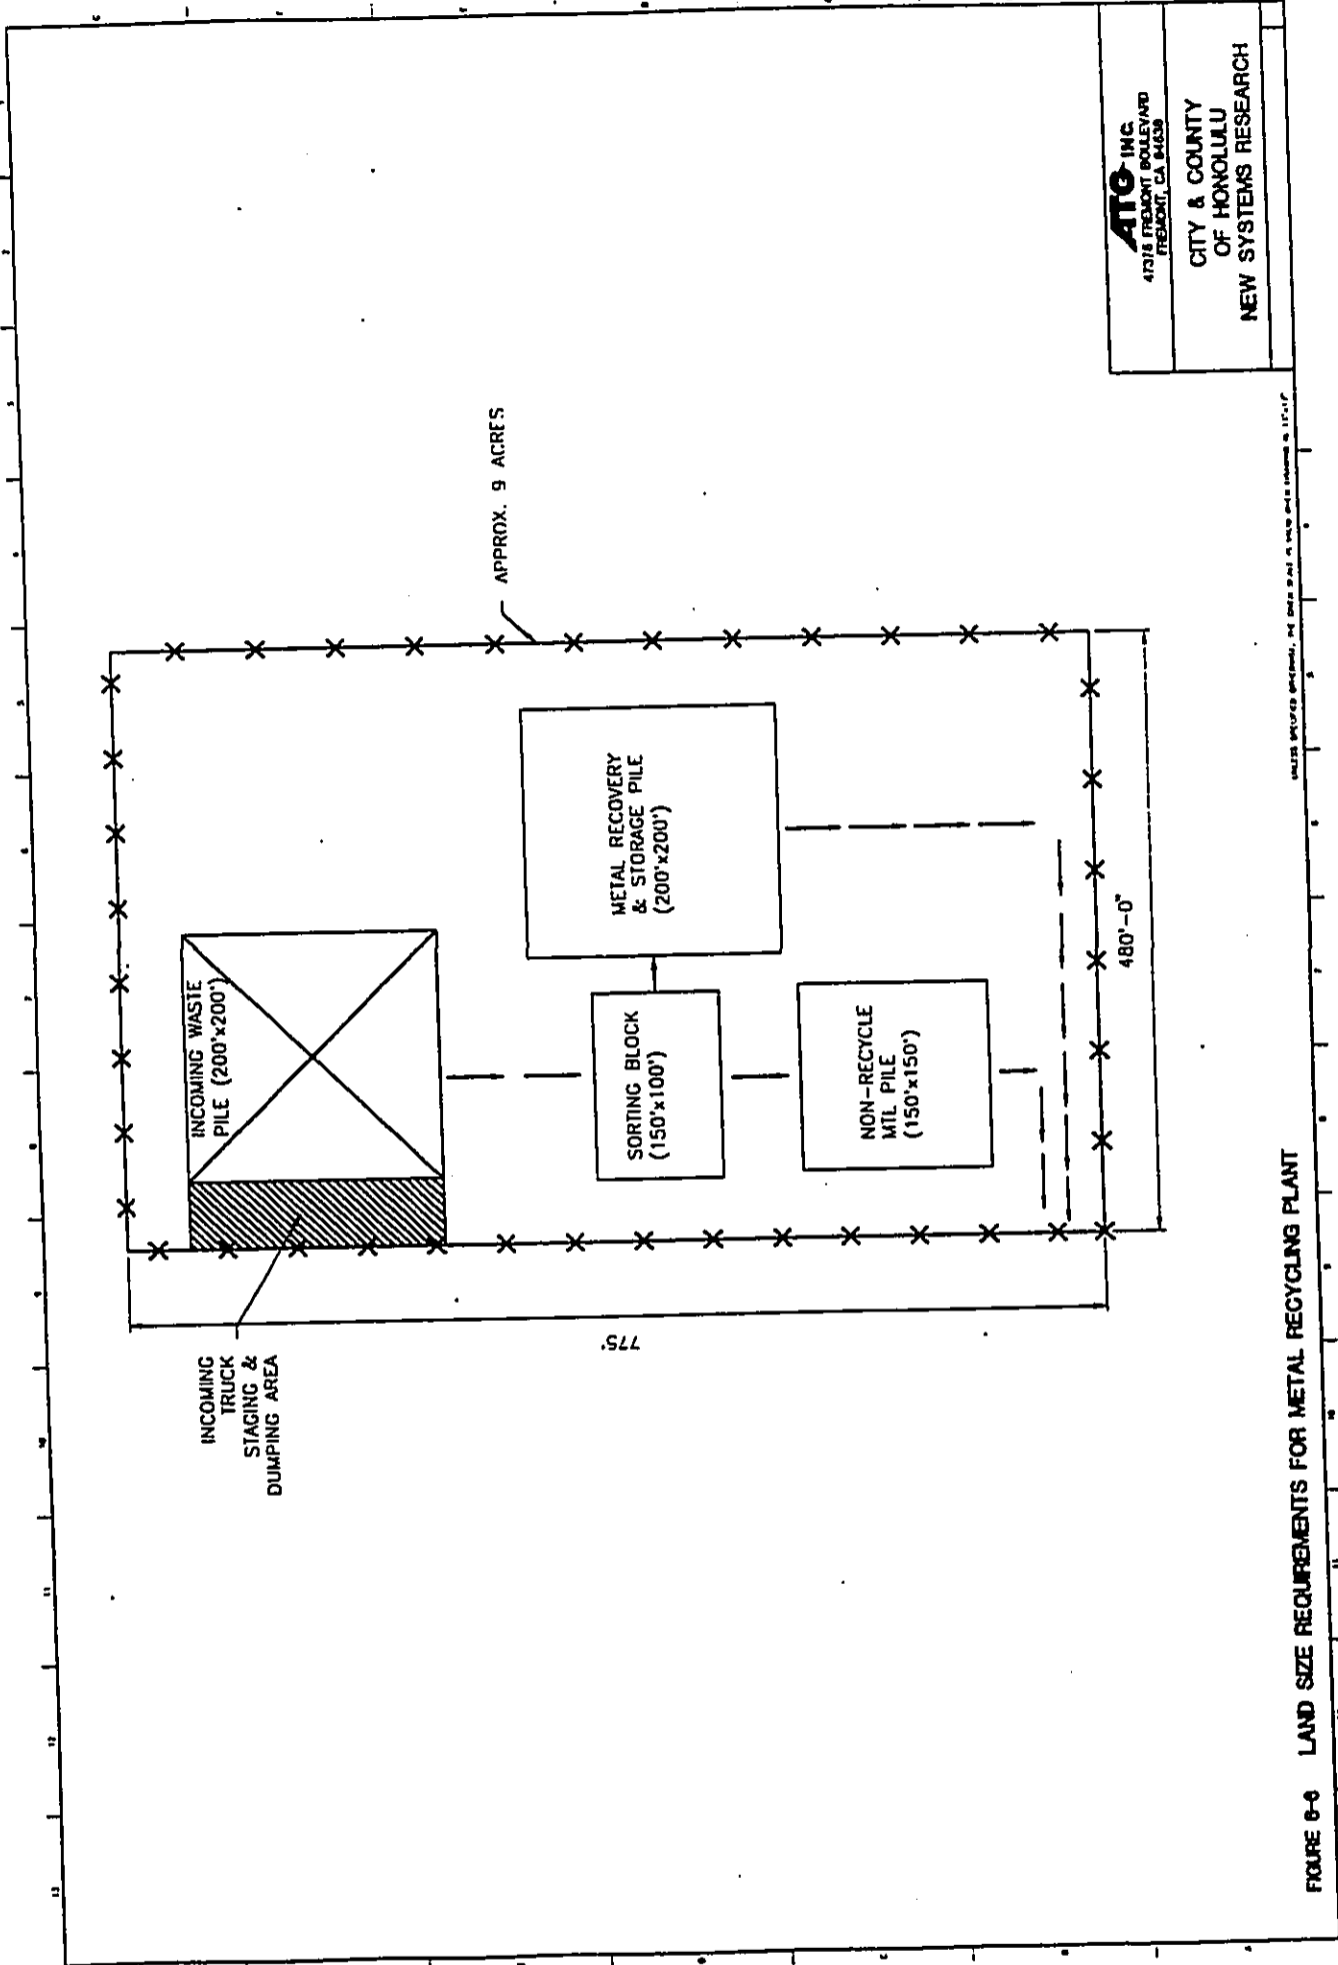 INCOMING
TRUCK
STAGING &
DUMPING AREA
INCOMING WASTE
PILE (200'x200')
SORTING BLOCK
(150'x100')
METAL RECOVERY
& STORAGE PILE
(200'x200')
NON-RECYCLE
MTL PILE
(150'x150')
APPROX. 9 ACRES
775'
480'-0"
ATG INC.
FREMONT BOULEVARD
FREMONT, CA
CITY & COUNTY
OF HONOLULU
NEW SYSTEMS RESEARCH
FIGURE 6-6 LAND SIZE REQUIREMENTS FOR METAL RECYCLING PLANT